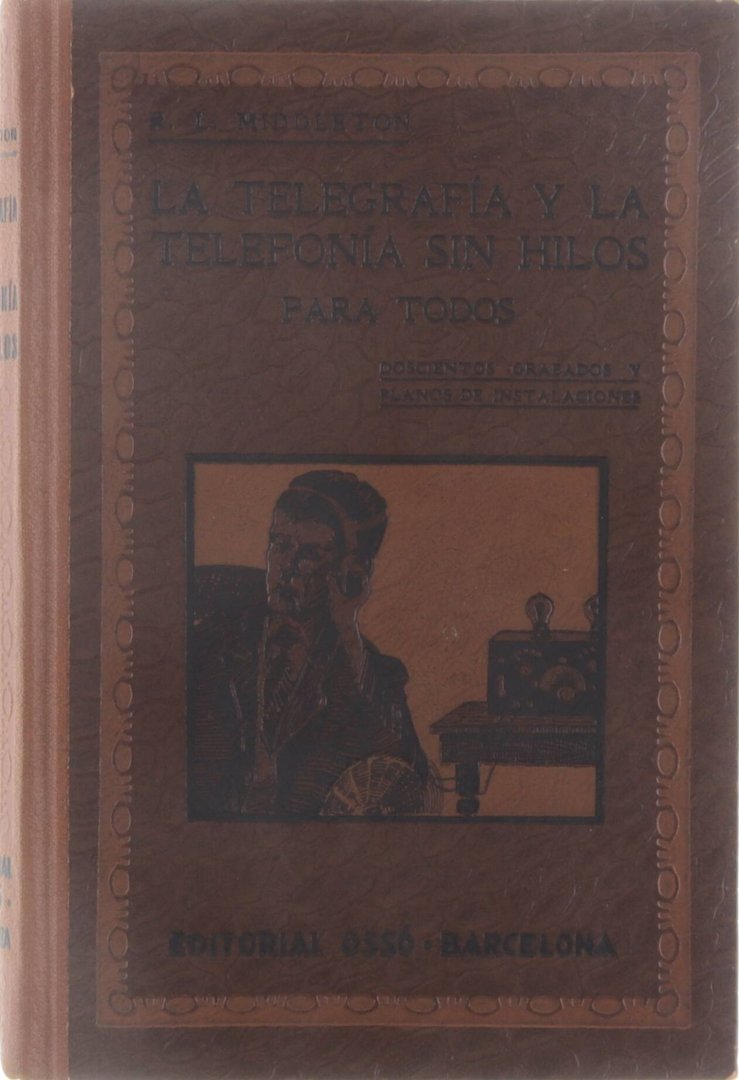 R. L. MIDDLETON
LA TELEGRAFÍA Y LA
TELEFONÍA SIN HILOS
PARA TODOS
DOSCIENTOS GRABADOS Y
PLANOS DE INSTALACIONES
EDITORIAL OSSÓ · BARCELONA